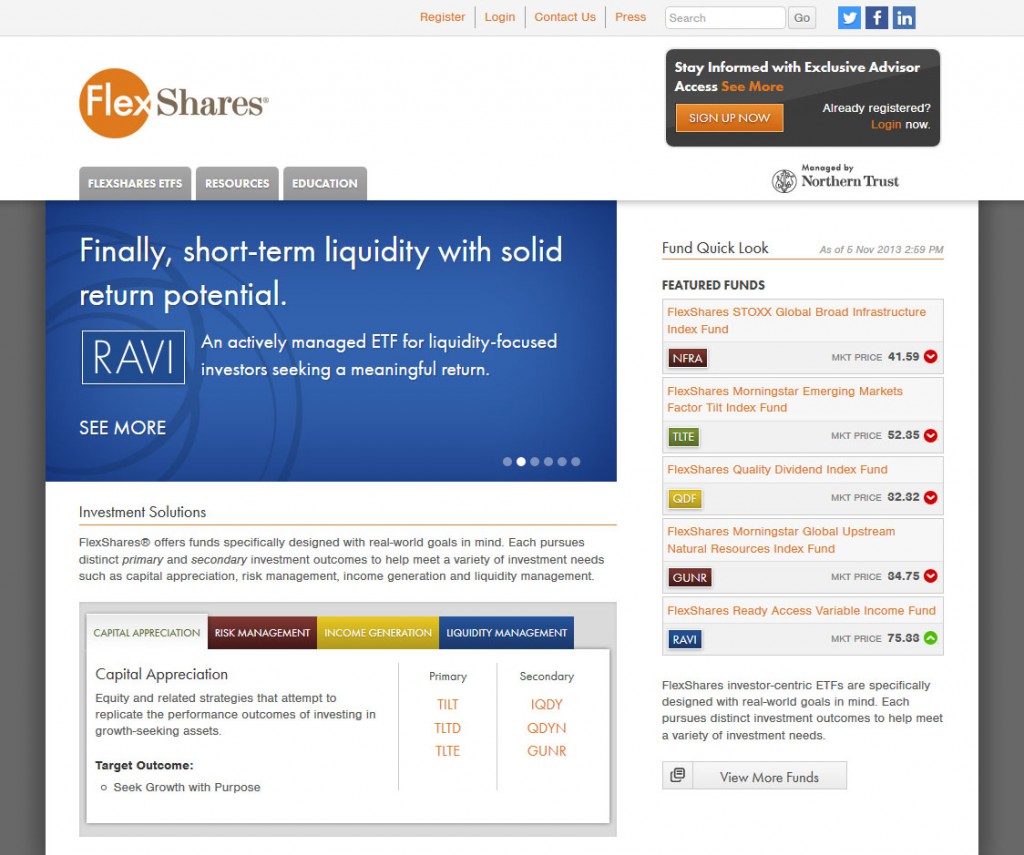 Register
Login
Contact Us
Press
Search
Go
FlexShares®
Stay Informed with Exclusive Advisor
Access See More
SIGN UP NOW
Already registered?
Login now.
FLEXSHARES ETFS
RESOURCES
EDUCATION
Managed by
Northern Trust
Finally, short-term liquidity with solid
return potential.
RAVI
An actively managed ETF for liquidity-focused
investors seeking a meaningful return.
SEE MORE
Investment Solutions
FlexShares® offers funds specifically designed with real-world goals in mind. Each pursues
distinct primary and secondary investment outcomes to help meet a variety of investment needs
such as capital appreciation, risk management, income generation and liquidity management.
CAPITAL APPRECIATION
RISK MANAGEMENT
INCOME GENERATION
LIQUIDITY MANAGEMENT
Capital Appreciation
Equity and related strategies that attempt to
replicate the performance outcomes of investing in
growth-seeking assets.
Target Outcome:
Seek Growth with Purpose
Primary
TILT
TLTD
TLTE
Secondary
IQDY
QDYN
GUNR
Fund Quick Look
As of 5 Nov 2013 2:59 PM
FEATURED FUNDS
FlexShares STOXX Global Broad Infrastructure
Index Fund
NFRA
MKT PRICE 41.59
FlexShares Morningstar Emerging Markets
Factor Tilt Index Fund
TLTE
MKT PRICE 52.85
FlexShares Quality Dividend Index Fund
QDF
MKT PRICE 32.32
FlexShares Morningstar Global Upstream
Natural Resources Index Fund
GUNR
MKT PRICE 34.75
FlexShares Ready Access Variable Income Fund
RAVI
MKT PRICE 75.88
FlexShares investor-centric ETFs are specifically
designed with real-world goals in mind. Each
pursues distinct investment outcomes to help meet
a variety of investment needs.
View More Funds